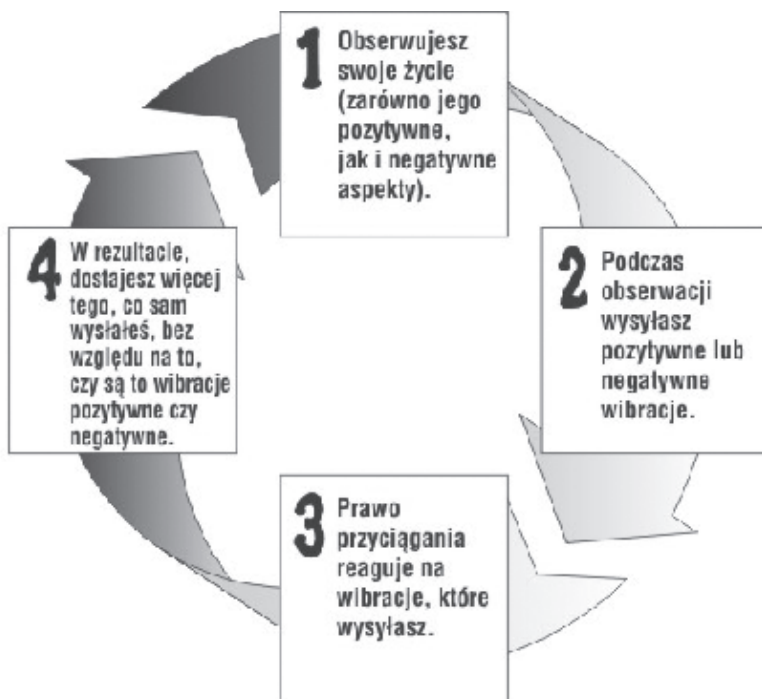 1 Obserwujesz
swoje życie
(zarówno jego
pozytywne,
jak i negatywne
aspekty).
2 Podczas
obserwacji
wysyłasz
pozytywne lub
negatywne
wibracje.
3 Prawo
przyciągania
reaguje na
wibracje, które
wysyłasz.
4 W rezultacie,
dostajesz więcej
tego, co sam
wysłałeś, bez
względu na to,
czy są to wibracje
pozytywne czy
negatywne.